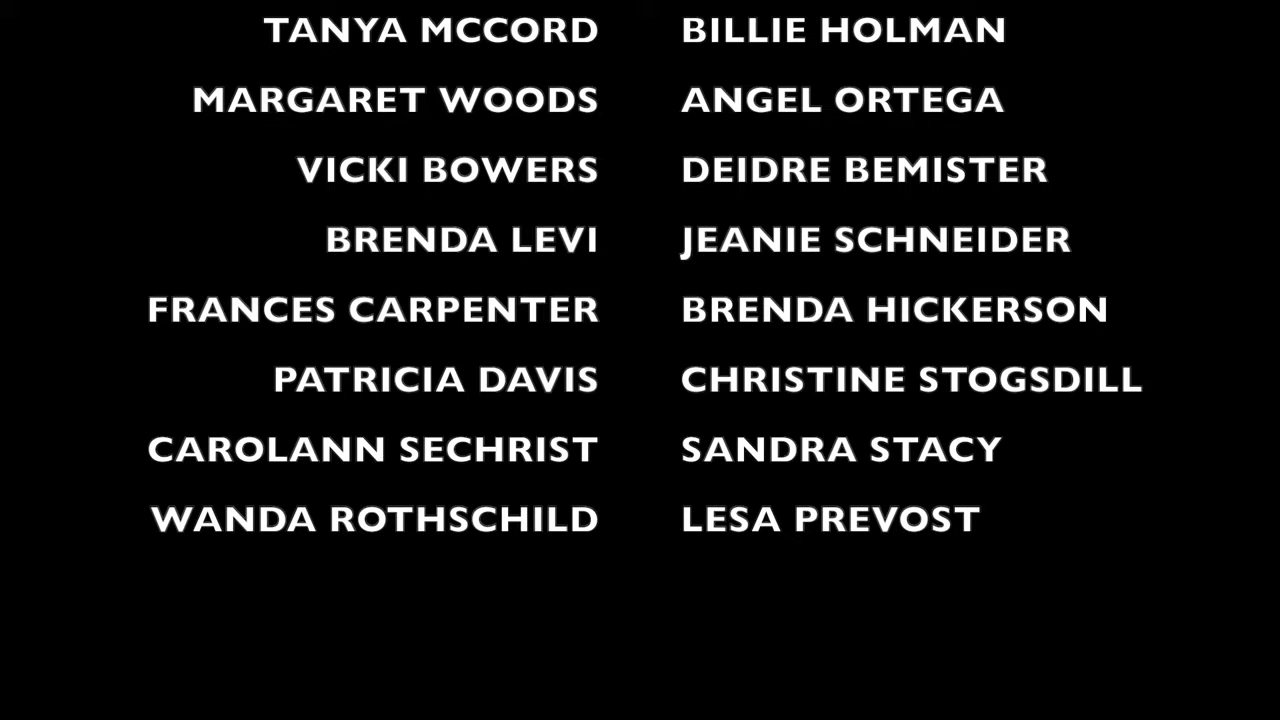 TANYA MCCORD BILLIE HOLMAN
MARGARET WOODS ANGEL ORTEGA
VICKI BOWERS DEIDRE BEMISTER
BRENDA LEVI JEANIE SCHNEIDER
FRANCES CARPENTER BRENDA HICKERSON
PATRICIA DAVIS CHRISTINE STOGSDILL
CAROLANN SECHRIST SANDRA STACY
WANDA ROTHSCHILD LESA PREVOST